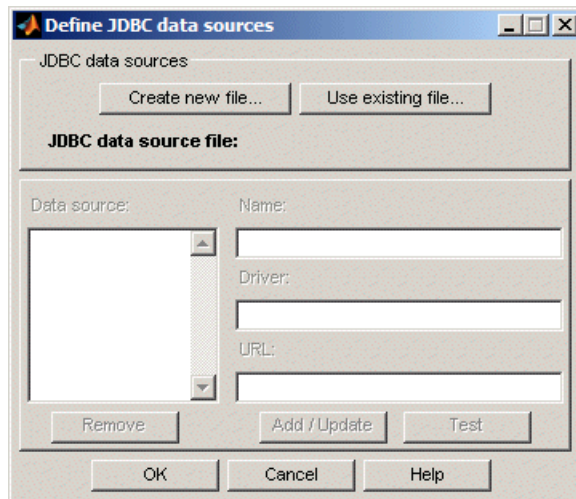 Define JDBC data sources
JDBC data sources
Create new file... Use existing file...
JDBC data source file:
Data source:
Name:
Driver:
URL:
Remove Add / Update Test
OK Cancel Help